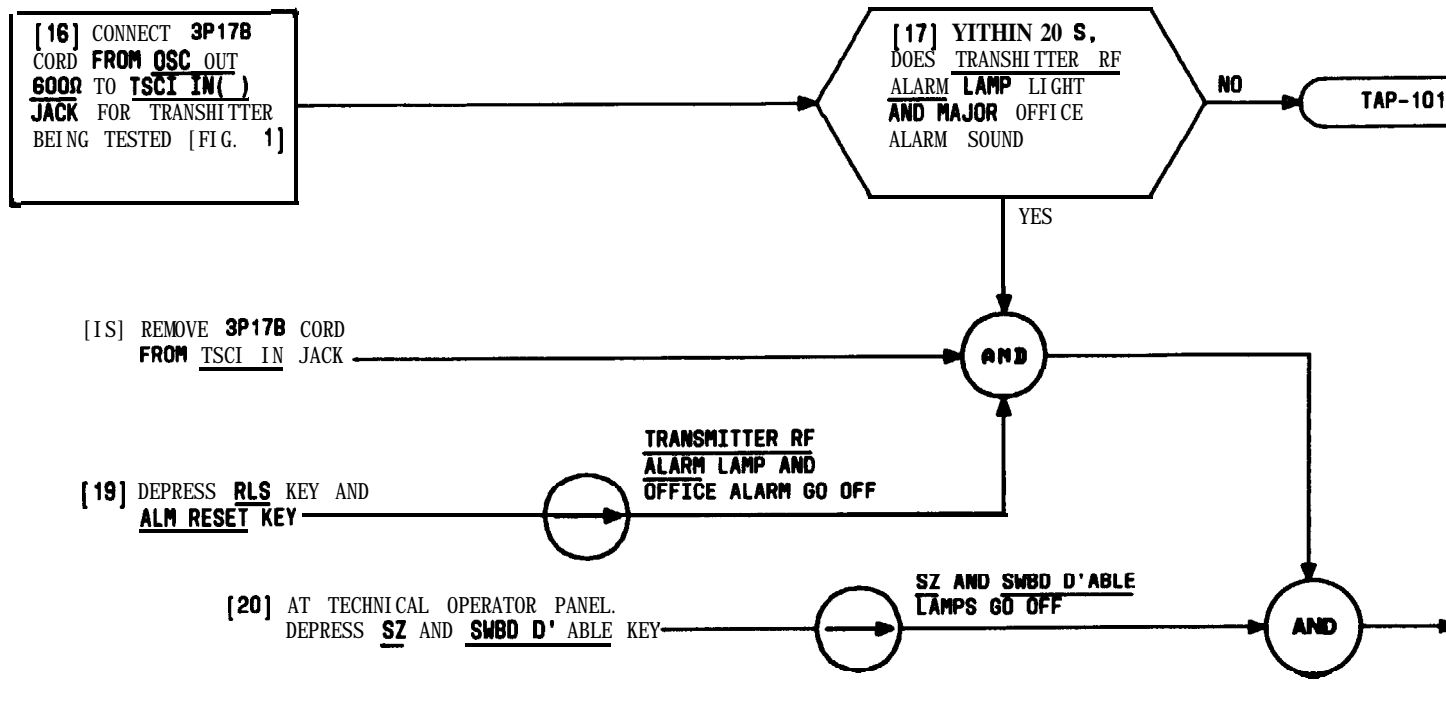 [16] CONNECT 3P17B
CORD FROM OSC OUT
600Ω TO TSCI IN( )
JACK FOR TRANSHITTER
BEING TESTED [FIG. 1]
[17] YITHIN 20 S,
DOES TRANSHITTER RF
ALARM LAMP LIGHT
AND MAJOR OFFICE
ALARM SOUND
NO
TAP-101
YES
[IS] REMOVE 3P17B CORD
FROM TSCI IN JACK
AND
TRANSMITTER RF
ALARM LAMP AND
OFFICE ALARM GO OFF
[19] DEPRESS RLS KEY AND
ALM RESET KEY
SZ AND SWBD D'ABLE
LAMPS GO OFF
[20] AT TECHNICAL OPERATOR PANEL.
DEPRESS SZ AND SWBD D' ABLE KEY
AND